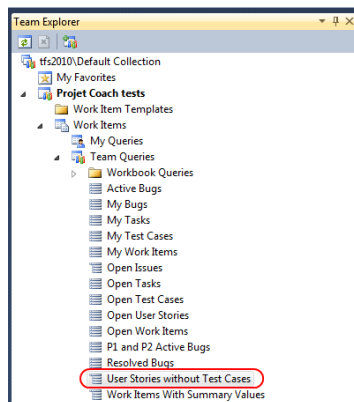 Team Explorer
tfs2010\Default Collection
My Favorites
Projet Coach tests
Work Item Templates
Work Items
My Queries
Team Queries
Workbook Queries
Active Bugs
My Bugs
My Tasks
My Test Cases
My Work Items
Open Issues
Open Tasks
Open Test Cases
Open User Stories
Open Work Items
P1 and P2 Active Bugs
Resolved Bugs
User Stories without Test Cases
Work Items With Summary Values